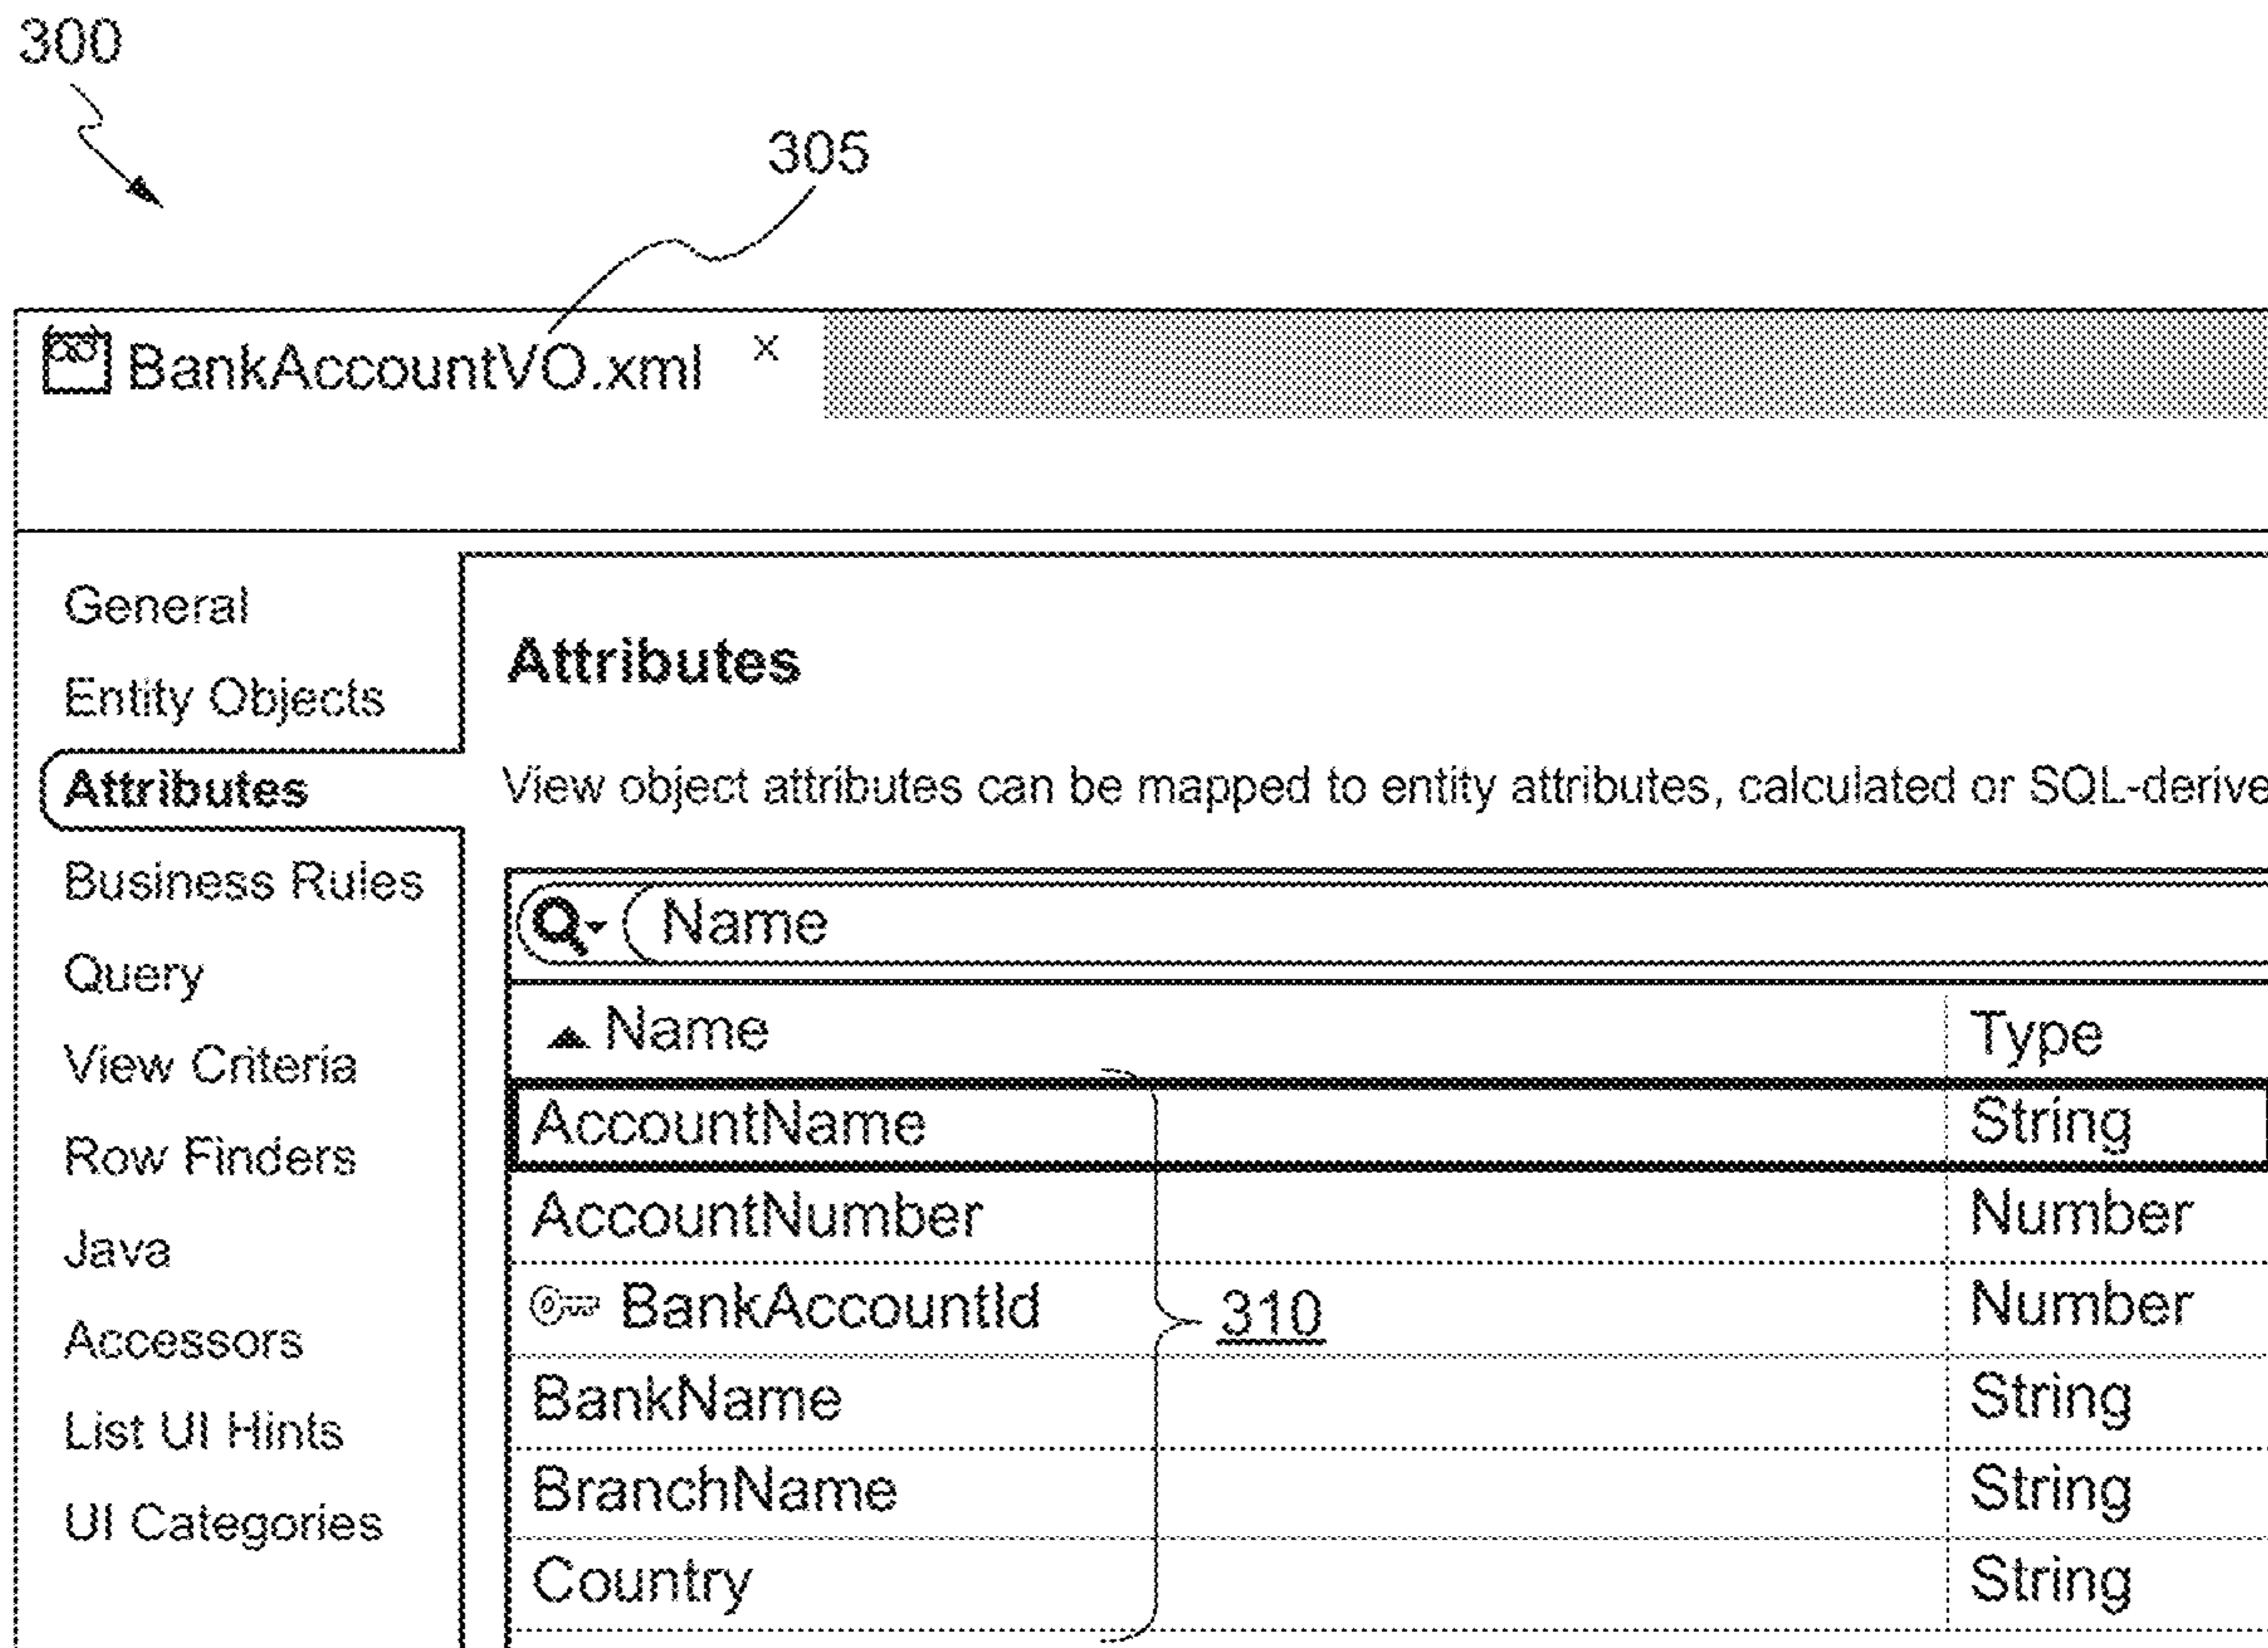 300
305
BankAccountVO.xml x
General
Entity Objects
Attributes
Business Rules
Query
View Criteria
Row Finders
Java
Accessors
List UI Hints
UI Categories
Attributes
View object attributes can be mapped to entity attributes, calculated or SQL-derive
Name
Name Type
AccountName String
AccountNumber Number
BankAccountId 310 Number
BankName String
BranchName String
Country String